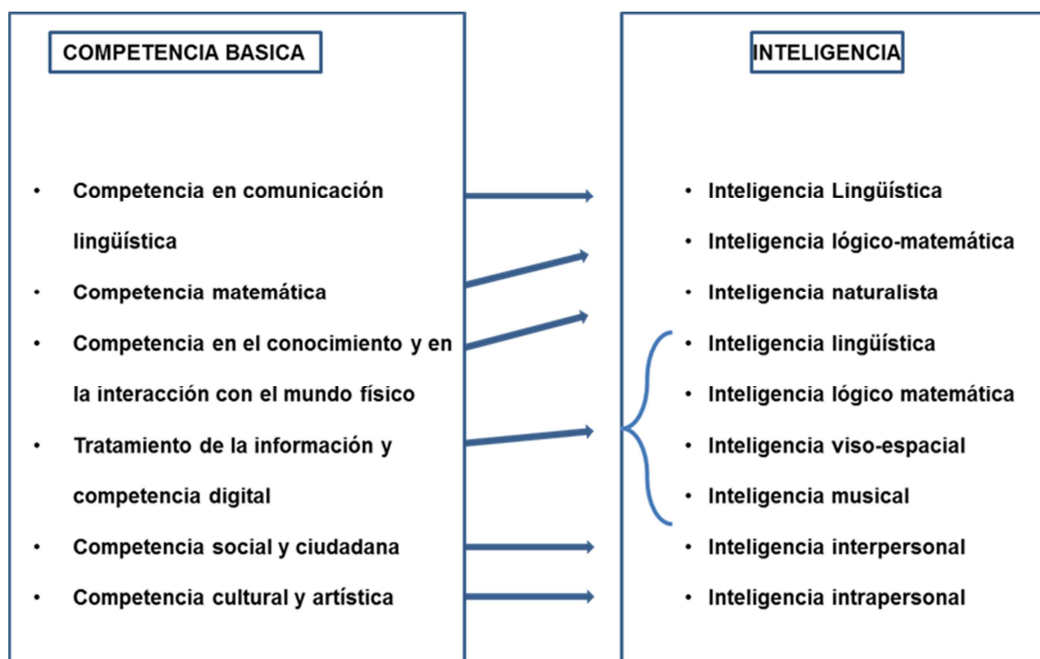 COMPETENCIA BASICA
• Competencia en comunicación
lingüística
• Competencia matemática
• Competencia en el conocimiento y en
la interacción con el mundo físico
• Tratamiento de la información y
competencia digital
• Competencia social y ciudadana
• Competencia cultural y artística
INTELIGENCIA
• Inteligencia Lingüística
• Inteligencia lógico-matemática
• Inteligencia naturalista
• Inteligencia lingüística
• Inteligencia lógico matemática
• Inteligencia viso-espacial
• Inteligencia musical
• Inteligencia interpersonal
• Inteligencia intrapersonal